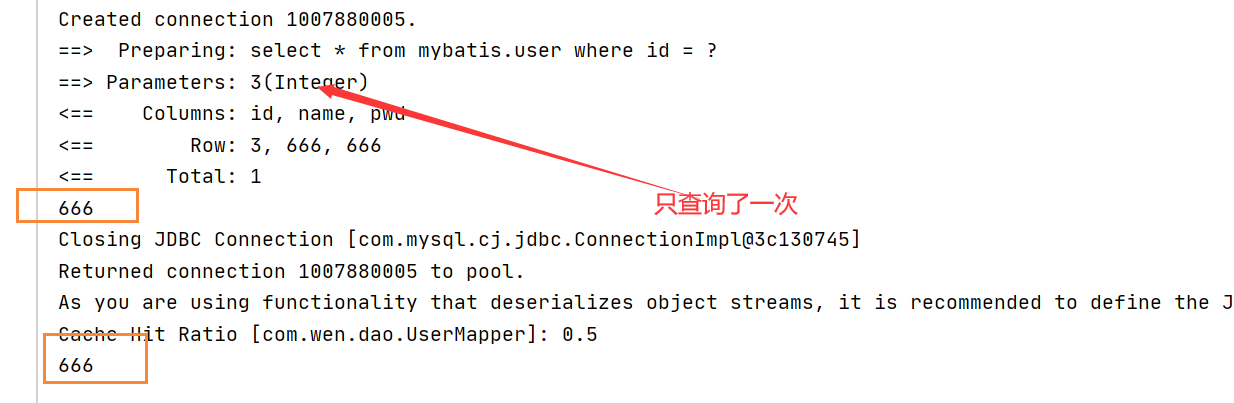 Created connection 1007880005.
==>  Preparing: select * from mybatis.user where id = ?
==> Parameters: 3(Integer)
<==    Columns: id, name, pwd
<==        Row: 3, 666, 666
<==      Total: 1
只查询了一次
666
Closing JDBC Connection [com.mysql.cj.jdbc.ConnectionImpl@3c130745]
Returned connection 1007880005 to pool.
As you are using functionality that deserializes object streams, it is recommended to define the J
Cache Hit Ratio [com.wen.dao.UserMapper]: 0.5
666